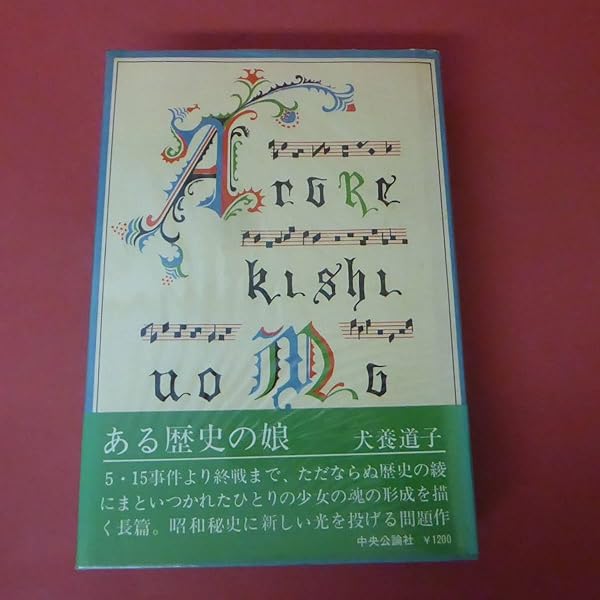 AruRe
kishi
no Mu
ある歴史の娘 犬養道子
5・15事件より終戦まで、ただならぬ歴史の綾
にまといつかれたひとりの少女の魂の形成を描
く長篇。昭和秘史に新しい光を投げる問題作
中央公論社 ¥1200